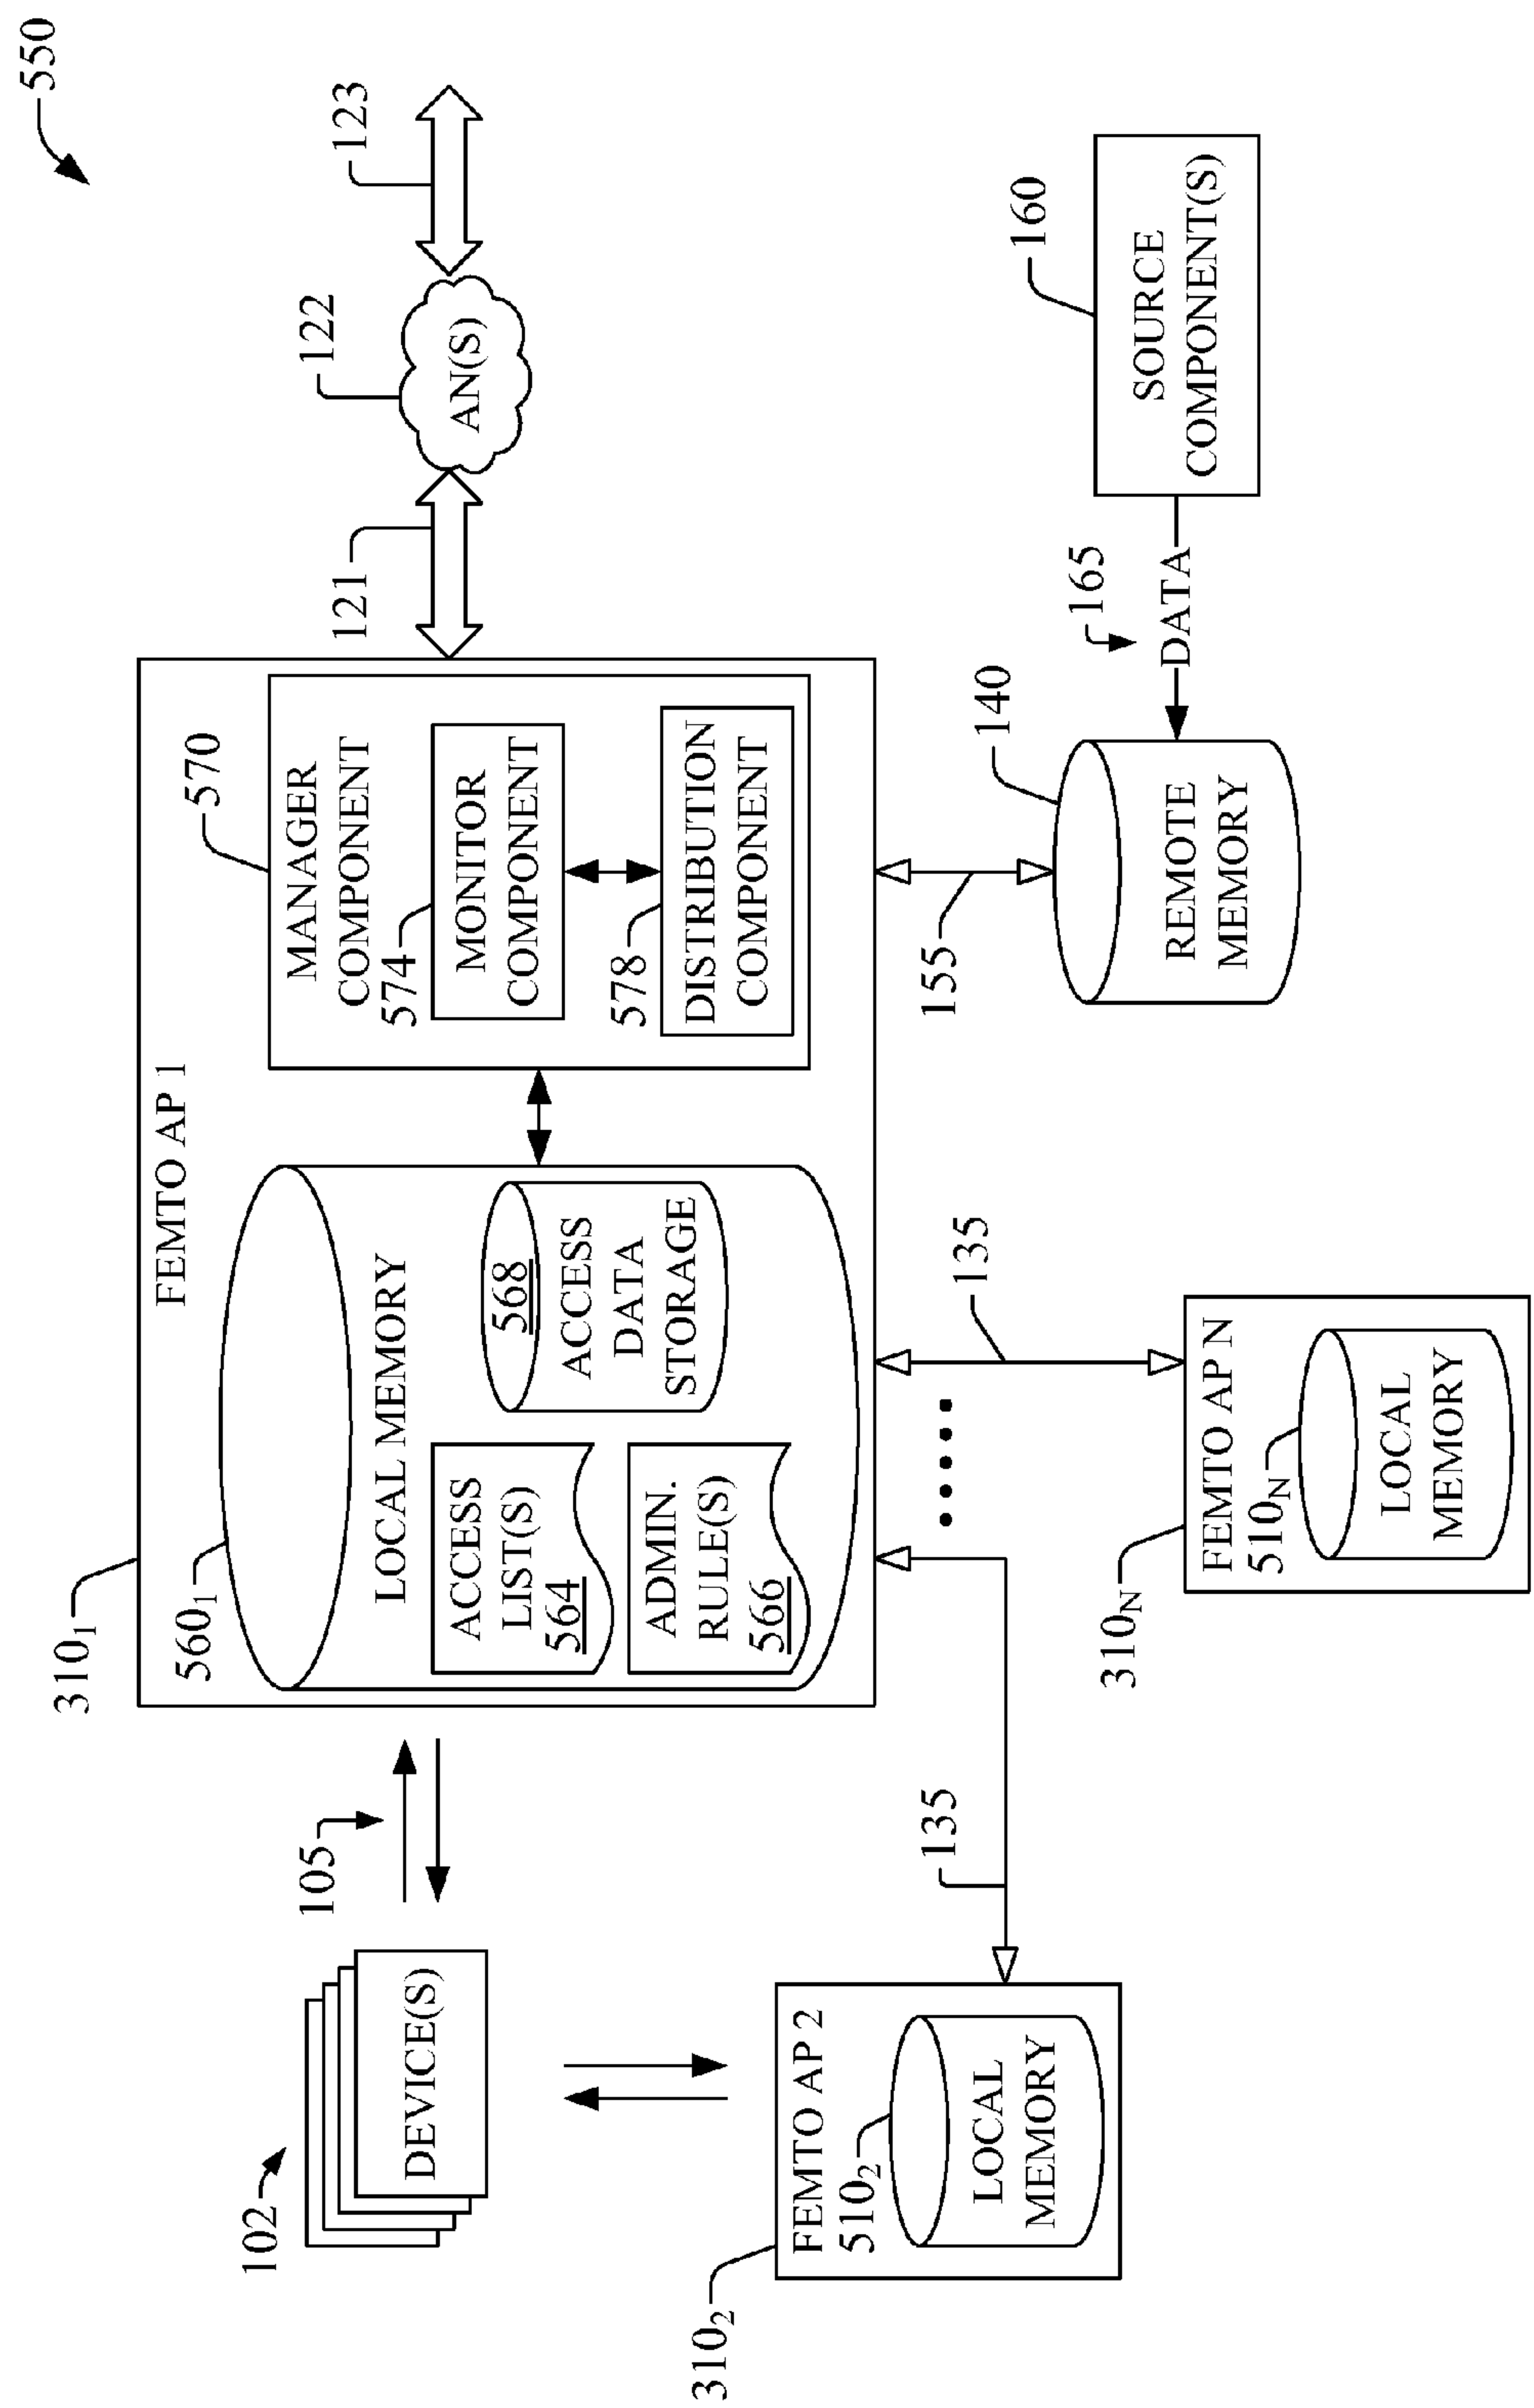 550
310₁
FEMTO AP 1
560₁
LOCAL MEMORY
ACCESS
LIST(S)
564
ADMIN.
RULE(S)
566
568
ACCESS
DATA
STORAGE
570
MANAGER
COMPONENT
574
MONITOR
COMPONENT
578
DISTRIBUTION
COMPONENT
121
122
AN(S)
123
102
DEVICE(S)
105
310₂
FEMTO AP 2
510₂
LOCAL
MEMORY
135
310N
FEMTO AP N
510N
LOCAL
MEMORY
135
155
140
REMOTE
MEMORY
165
DATA
160
SOURCE
COMPONENT(S)